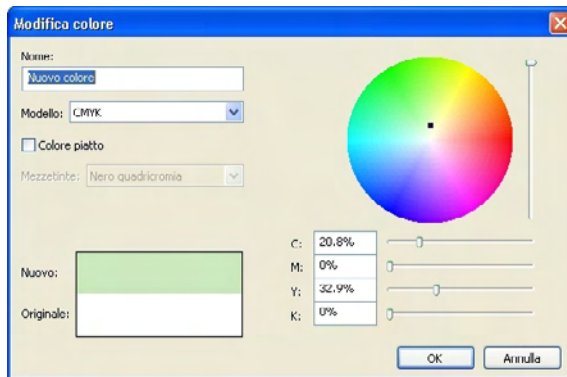 Modifica colore
Nome:
Nuovo colore
Modello: CMYK
Colore piatto
Mezzetinte: Nero quadricromia
C: 20.8%
M: 0%
Y: 32.9%
K: 0%
Nuovo:
Originale:
OK Annulla